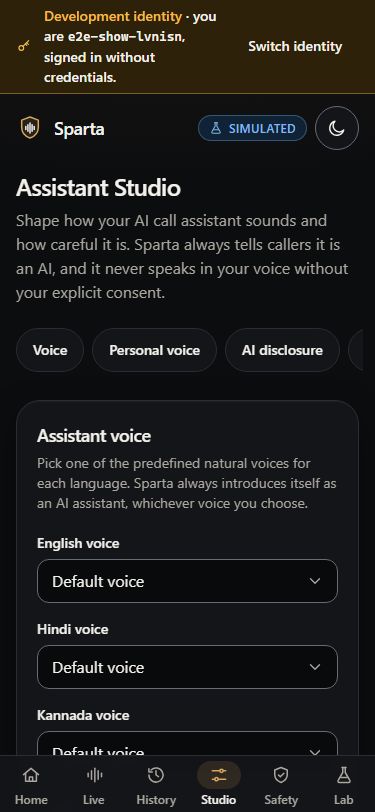 Development identity · you
are e2e-show-lvnisn,
signed in without
credentials.
Switch identity
Sparta
SIMULATED
Assistant Studio
Shape how your AI call assistant sounds and
how careful it is. Sparta always tells callers it is
an AI, and it never speaks in your voice without
your explicit consent.
Voice
Personal voice
AI disclosure
Assistant voice
Pick one of the predefined natural voices for
each language. Sparta always introduces itself as
an AI assistant, whichever voice you choose.
English voice
Default voice
Hindi voice
Default voice
Kannada voice
Default voice
Home
Live
History
Studio
Safety
Lab